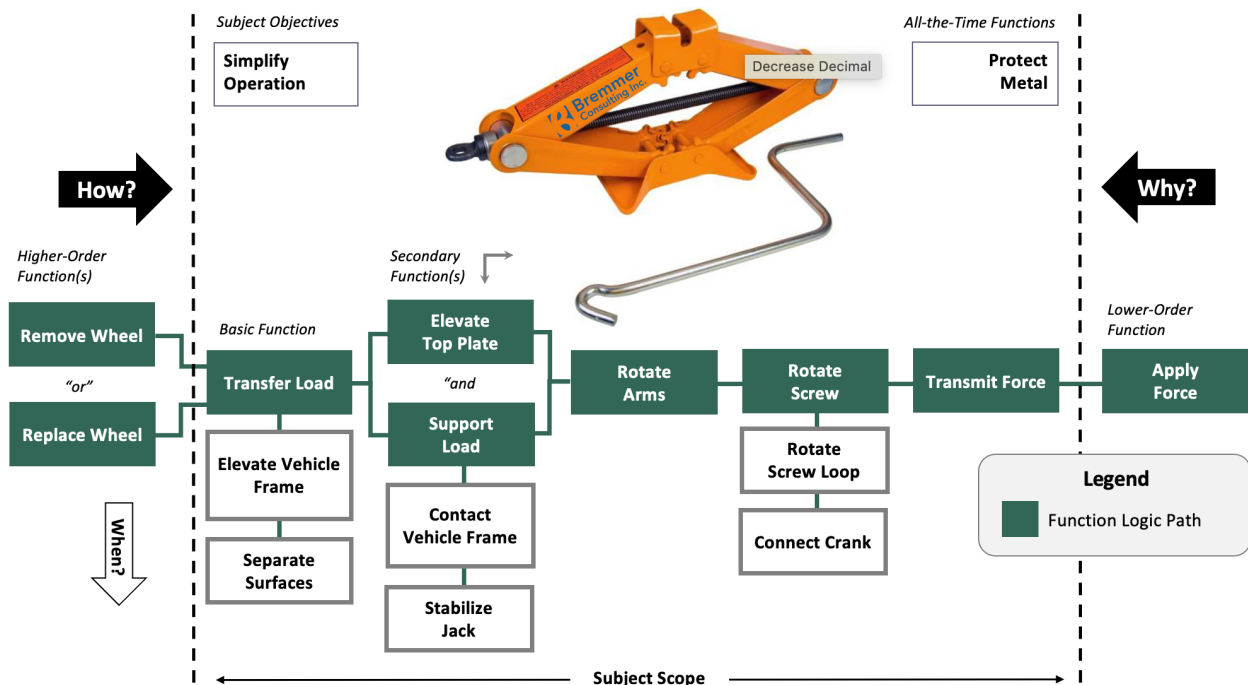 Subject Objectives
All-the-Time Functions
Simplify
Operation
Protect
Metal
Decrease Decimal
Bremmer
Consulting Inc.
How?
Why?
Higher-Order
Function(s)
Secondary
Function(s)
Basic Function
Lower-Order
Function
Remove Wheel
“or”
Replace Wheel
Transfer Load
Elevate
Top Plate
“and
Support
Load
Rotate
Arms
Rotate
Screw
Transmit Force
Apply
Force
Elevate Vehicle
Frame
Separate
Surfaces
Contact
Vehicle Frame
Stabilize
Jack
Rotate
Screw Loop
Connect Crank
Legend
Function Logic Path
When?
Subject Scope